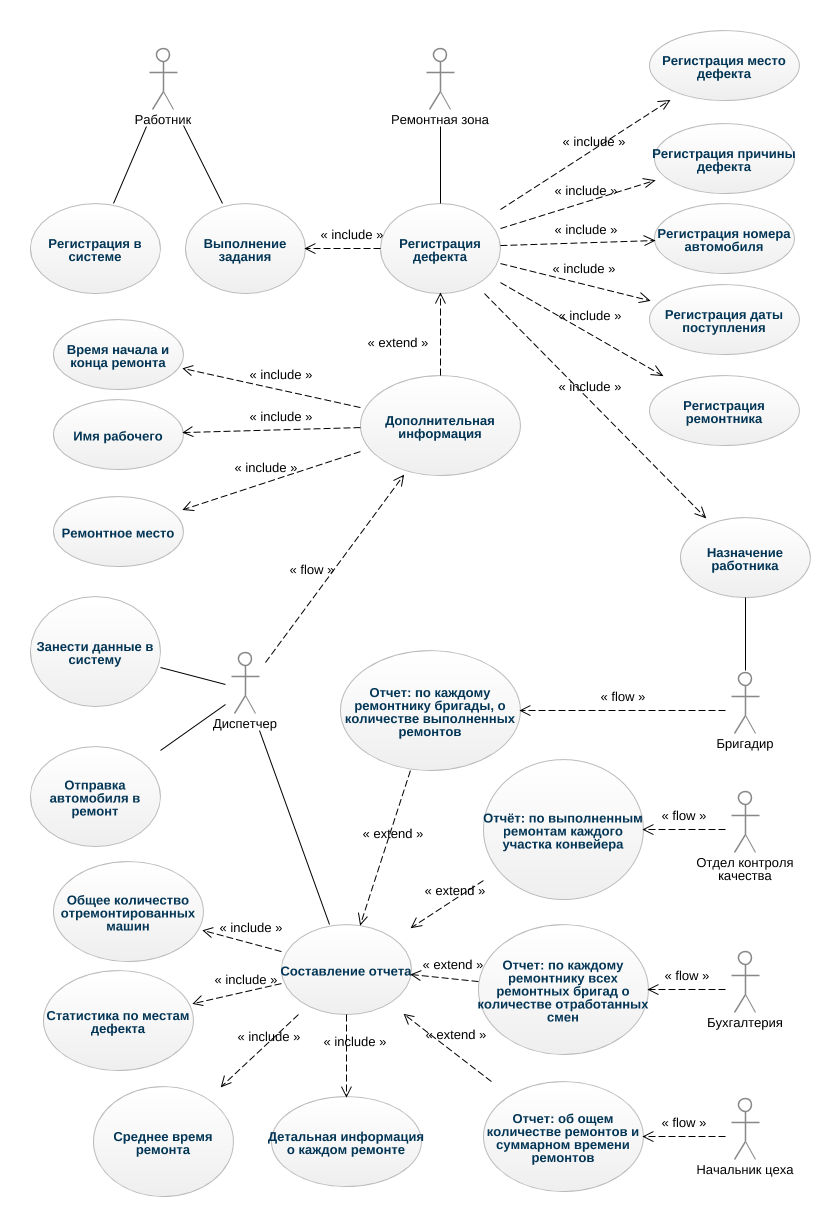 Работник
Ремонтная зона
Регистрация место
дефекта
« include »
Регистрация причины
дефекта
« include »
Регистрация в
системе
Выполнение
задания
« include »
Регистрация
дефекта
« include »
Регистрация номера
автомобиля
« include »
Регистрация даты
поступления
« include »
Регистрация
ремонтника
« include »
« extend »
Время начала и
конца ремонта
« include »
Имя рабочего
« include »
Дополнительная
информация
Ремонтное место
« include »
Назначение
работника
« flow »
Занести данные в
систему
Диспетчер
Отправка
автомобиля в
ремонт
Отчет: по каждому
ремонтнику бригады, о
количестве выполненных
ремонтов
« flow »
Бригадир
« extend »
Отчёт: по выполненным
ремонтам каждого
участка конвейера
« flow »
Отдел контроля
качества
« extend »
Общее количество
отремонтированных
машин
« include »
Составление отчета
« extend »
Отчет: по каждому
ремонтнику всех
ремонтных бригад о
количестве отработанных
смен
« flow »
Бухгалтерия
Статистика по местам
дефекта
« include »
« include »
« include »
« extend »
Среднее время
ремонта
Детальная информация
о каждом ремонте
Отчет: об ощем
количестве ремонтов и
суммарном времени
ремонтов
« flow »
Начальник цеха